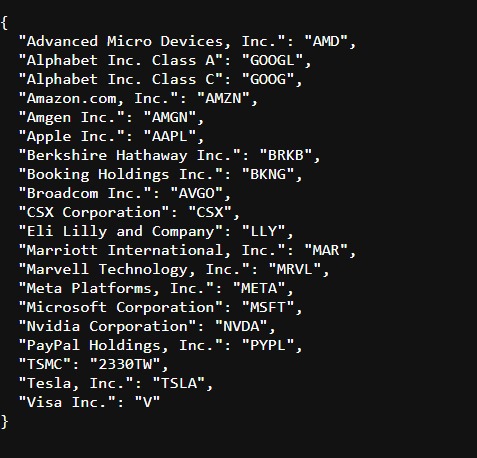 {
  "Advanced Micro Devices, Inc.": "AMD",
  "Alphabet Inc. Class A": "GOOGL",
  "Alphabet Inc. Class C": "GOOG",
  "Amazon.com, Inc.": "AMZN",
  "Amgen Inc.": "AMGN",
  "Apple Inc.": "AAPL",
  "Berkshire Hathaway Inc.": "BRKB",
  "Booking Holdings Inc.": "BKNG",
  "Broadcom Inc.": "AVGO",
  "CSX Corporation": "CSX",
  "Eli Lilly and Company": "LLY",
  "Marriott International, Inc.": "MAR",
  "Marvell Technology, Inc.": "MRVL",
  "Meta Platforms, Inc.": "META",
  "Microsoft Corporation": "MSFT",
  "Nvidia Corporation": "NVDA",
  "PayPal Holdings, Inc.": "PYPL",
  "TSMC": "2330TW",
  "Tesla, Inc.": "TSLA",
  "Visa Inc.": "V"
}